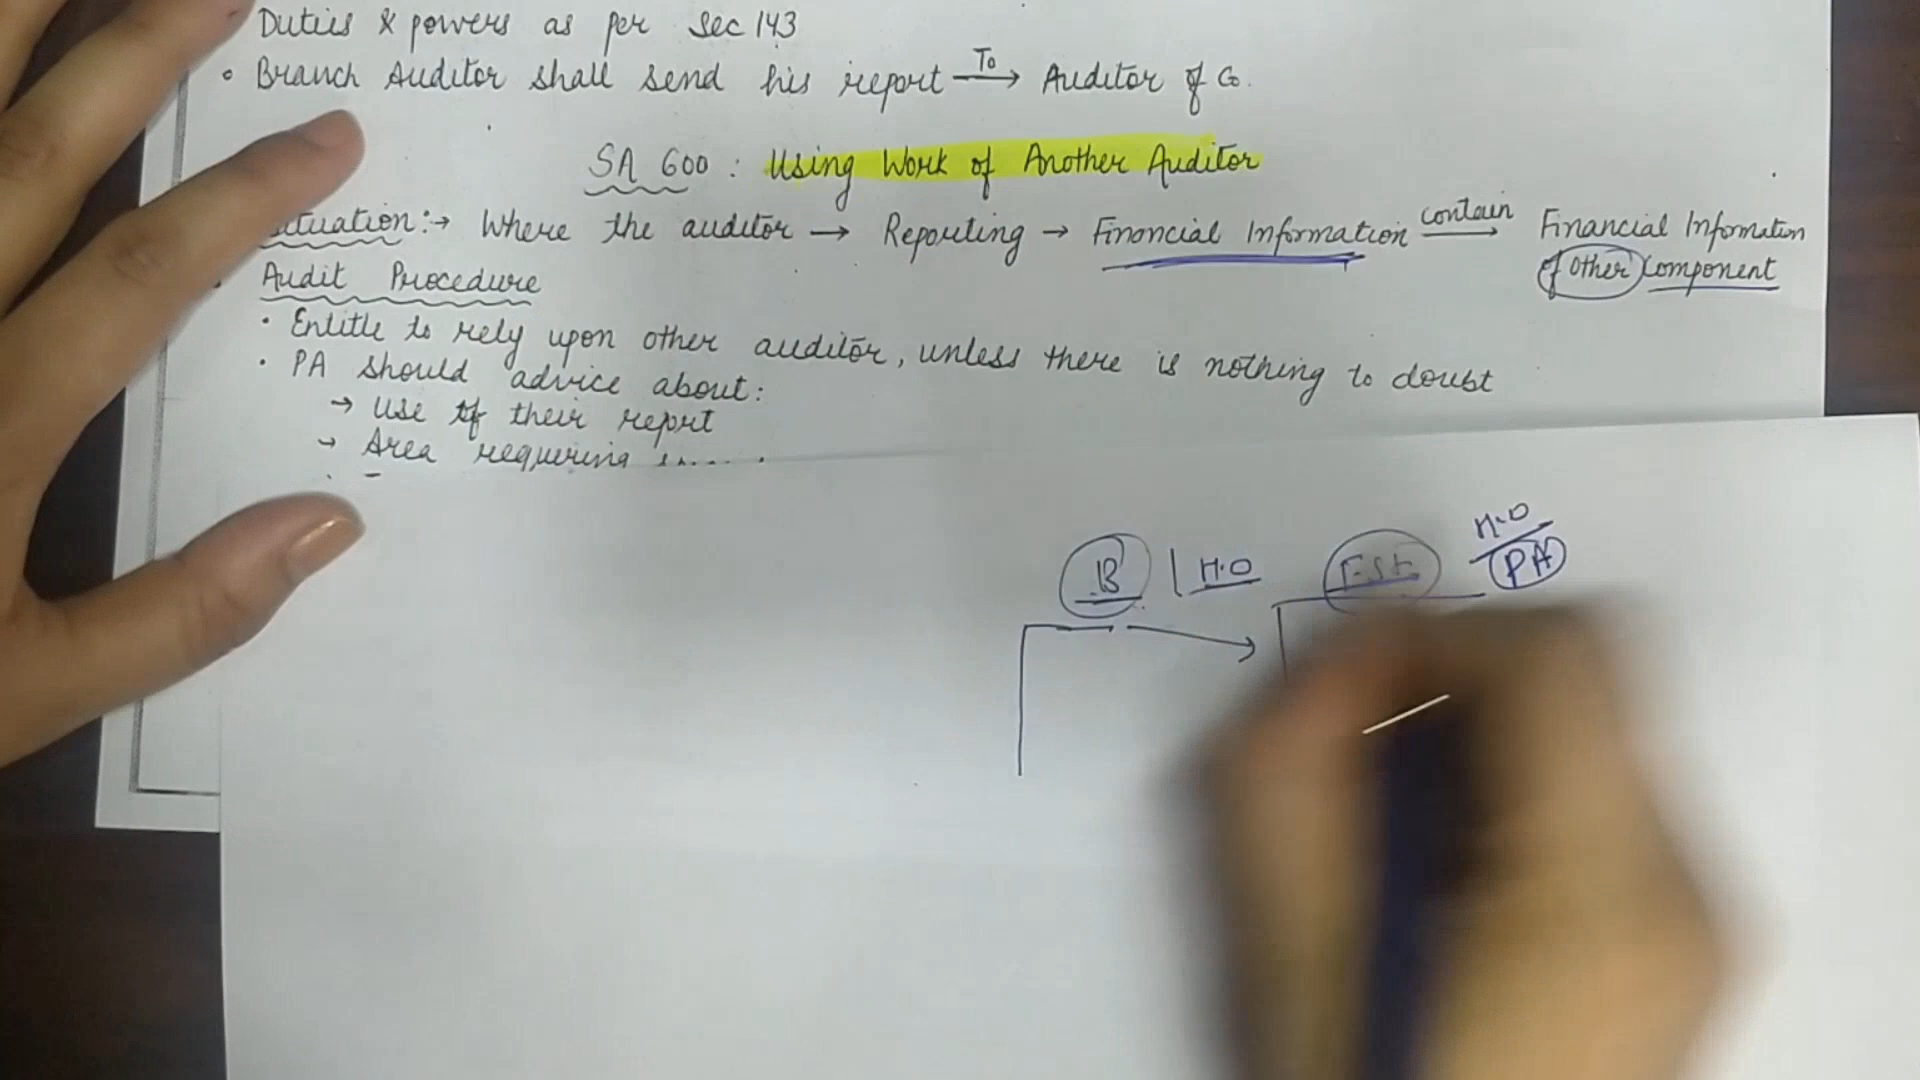 Duties & powers as per Sec 143
• Branch Auditor shall send his report To → Auditor of Co.
SA 600 : Using Work of Another Auditor
:→ Where the auditor → Reporting → Financial Information contain → Financial Information
of Other Component
Audit Procedure
• Entitle to rely upon other auditor, unless there is nothing to doubt
• PA should advice about:
→ Use of their report
→ Area requiring
B | H.O
H.O
PA